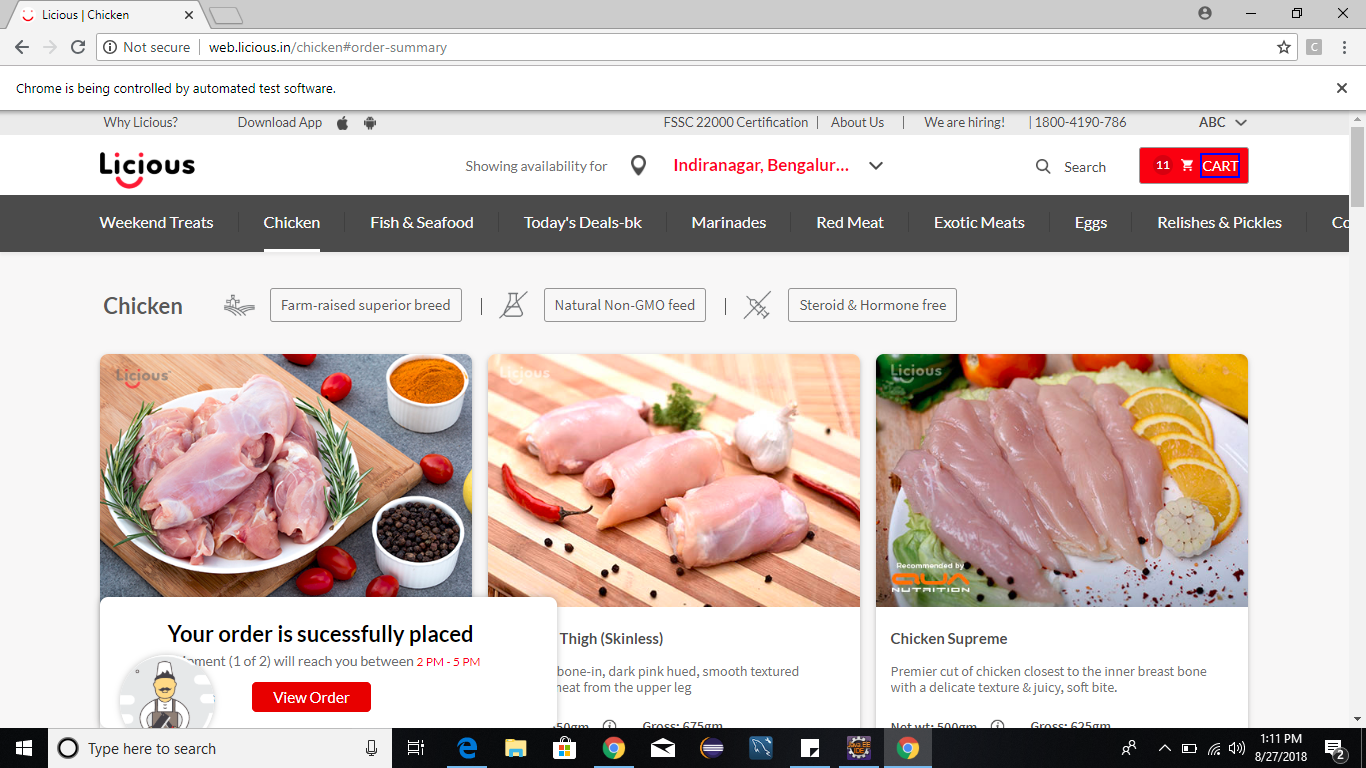 Licious | Chicken
Not secure | web.licious.in/chicken#order-summary
C
Chrome is being controlled by automated test software.
Why Licious? Download App FSSC 22000 Certification | About Us | We are hiring! | 1800-4190-786 ABC
Licious Showing availability for Indiranagar, Bengalur... Search 11 CART
Weekend Treats Chicken Fish & Seafood Today's Deals-bk Marinades Red Meat Exotic Meats Eggs Relishes & Pickles Co
Chicken Farm-raised superior breed | Natural Non-GMO feed | Steroid & Hormone free
Licious Licious Licious
Recommended by
QUA
NUTRITION
Your order is sucessfully placed
(1 of 2) will reach you between 2 PM - 5 PM
View Order
Thigh (Skinless)
bone-in, dark pink hued, smooth textured
from the upper leg
Gross: 675gm
Chicken Supreme
Premier cut of chicken closest to the inner breast bone
with a delicate texture & juicy, soft bite.
Net wt: 500gm Gross: 625gm
Type here to search
1:11 PM
8/27/2018
2